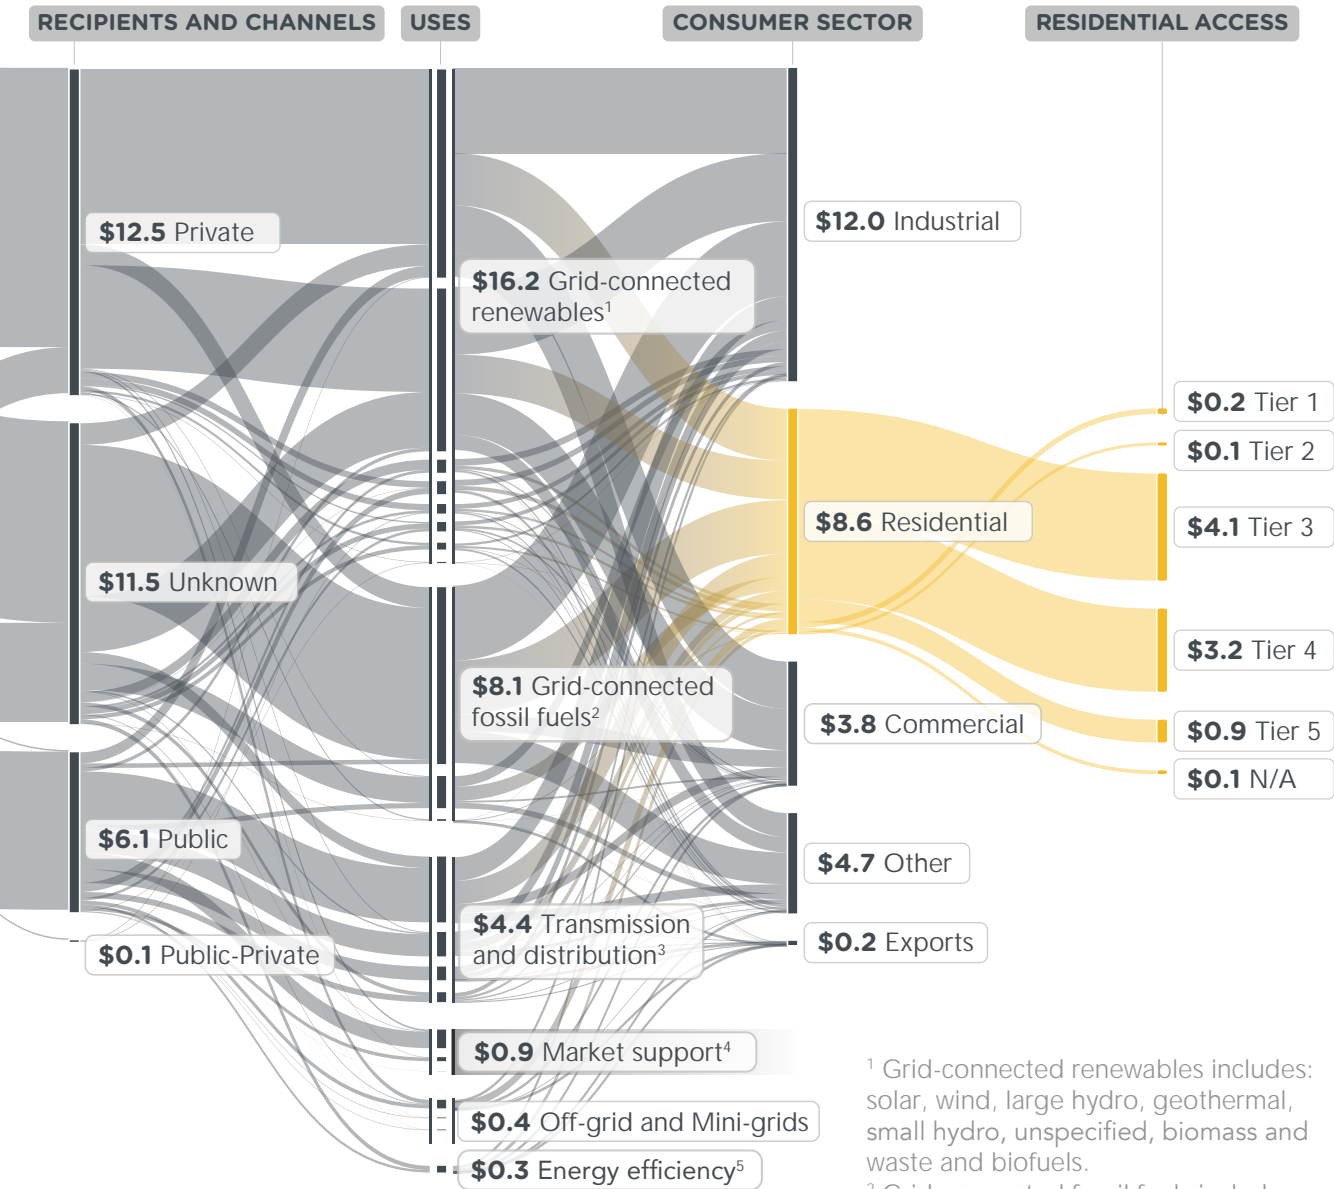 RECIPIENTS AND CHANNELS
USES
CONSUMER SECTOR
RESIDENTIAL ACCESS
$12.5 Private
$11.5 Unknown
$6.1 Public
$0.1 Public-Private
$16.2 Grid-connected
renewables¹
$8.1 Grid-connected
fossil fuels²
$4.4 Transmission
and distribution³
$0.9 Market support⁴
$0.4 Off-grid and Mini-grids
$0.3 Energy efficiency⁵
$12.0 Industrial
$8.6 Residential
$3.8 Commercial
$4.7 Other
$0.2 Exports
$0.2 Tier 1
$0.1 Tier 2
$4.1 Tier 3
$3.2 Tier 4
$0.9 Tier 5
$0.1 N/A
¹ Grid-connected renewables includes:
solar, wind, large hydro, geothermal,
small hydro, unspecified, biomass and
waste and biofuels.